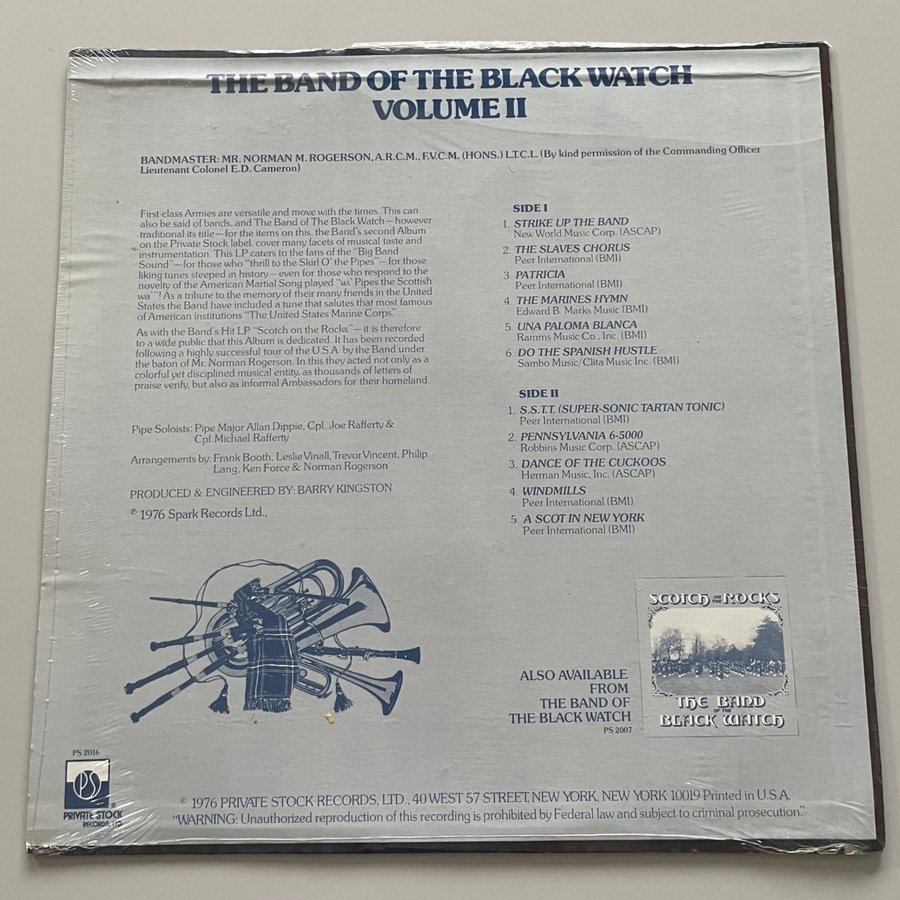 THE BAND OF THE BLACK WATCH
VOLUME II
BANDMASTER: MR. NORMAN M. ROGERSON, A.R.C.M., F.V.C.M. (HONS.) L.T.C.L. (By kind permission of the Commanding Officer
Lieutenant Colonel E.D. Cameron)
First-class Armies are versatile and move with the times. This can
also be said of bands, and The Band of The Black Watch—however
traditional its title—for the items on this, the Band's second Album
on the Private Stock label, cover many facets of musical taste and
instrumentation. This LP caters to the fans of the "Big Band
Sound"—for those who "thrill to the Skirl O' the Pipes"—for those
liking tunes steeped in history—even for those who respond to the
novelty of the American Martial Song played "wi' Pipes the Scottish
wa'"! As a tribute to the memory of their many friends in the United
States the Band have included a tune that salutes that most famous
of American institutions "The United States Marine Corps."
As with the Band's Hit LP "Scotch on the Rocks"—it is therefore
to a wide public that this Album is dedicated. It has been recorded
following a highly successful tour of the U.S.A. by the Band under
the baton of Mr. Norman Rogerson. In this they acted not only as a
colorful yet disciplined musical entity, as thousands of letters of
praise verify, but also as informal Ambassadors for their homeland.
Pipe Soloists: Pipe Major Allan Dippie, Cpl. Joe Rafferty &
Cpl. Michael Rafferty
Arrangements by: Frank Booth, Leslie Vinall, Trevor Vincent, Philip
Lang, Ken Force & Norman Rogerson
PRODUCED & ENGINEERED BY: BARRY KINGSTON
℗ 1976 Spark Records Ltd.,
SIDE I
1. STRIKE UP THE BAND
New World Music Corp. (ASCAP)
2. THE SLAVES CHORUS
Peer International (BMI)
3. PATRICIA
Peer International (BMI)
4. THE MARINES HYMN
Edward B. Marks Music (BMI)
5. UNA PALOMA BLANCA
Ramms Music Co., Inc. (BMI)
6. DO THE SPANISH HUSTLE
Sambo Music/Clita Music Inc. (BMI)
SIDE II
1. S.S.T.T. (SUPER-SONIC TARTAN TONIC)
Peer International (BMI)
2. PENNSYLVANIA 6-5000
Robbins Music Corp. (ASCAP)
3. DANCE OF THE CUCKOOS
Herman Music, Inc. (ASCAP)
4. WINDMILLS
Peer International (BMI)
5. A SCOT IN NEW YORK
Peer International (BMI)
ALSO AVAILABLE
FROM
THE BAND OF
THE BLACK WATCH
PS 2007
SCOTCH ON THE ROCKS
THE BAND
OF THE
BLACK WATCH
PS 2016
PS
®
PRIVATE STOCK
RECORDS, LTD.
© 1976 PRIVATE STOCK RECORDS, LTD., 40 WEST 57 STREET, NEW YORK, NEW YORK 10019 Printed in U.S.A.
"WARNING: Unauthorized reproduction of this recording is prohibited by Federal law and subject to criminal prosecution."